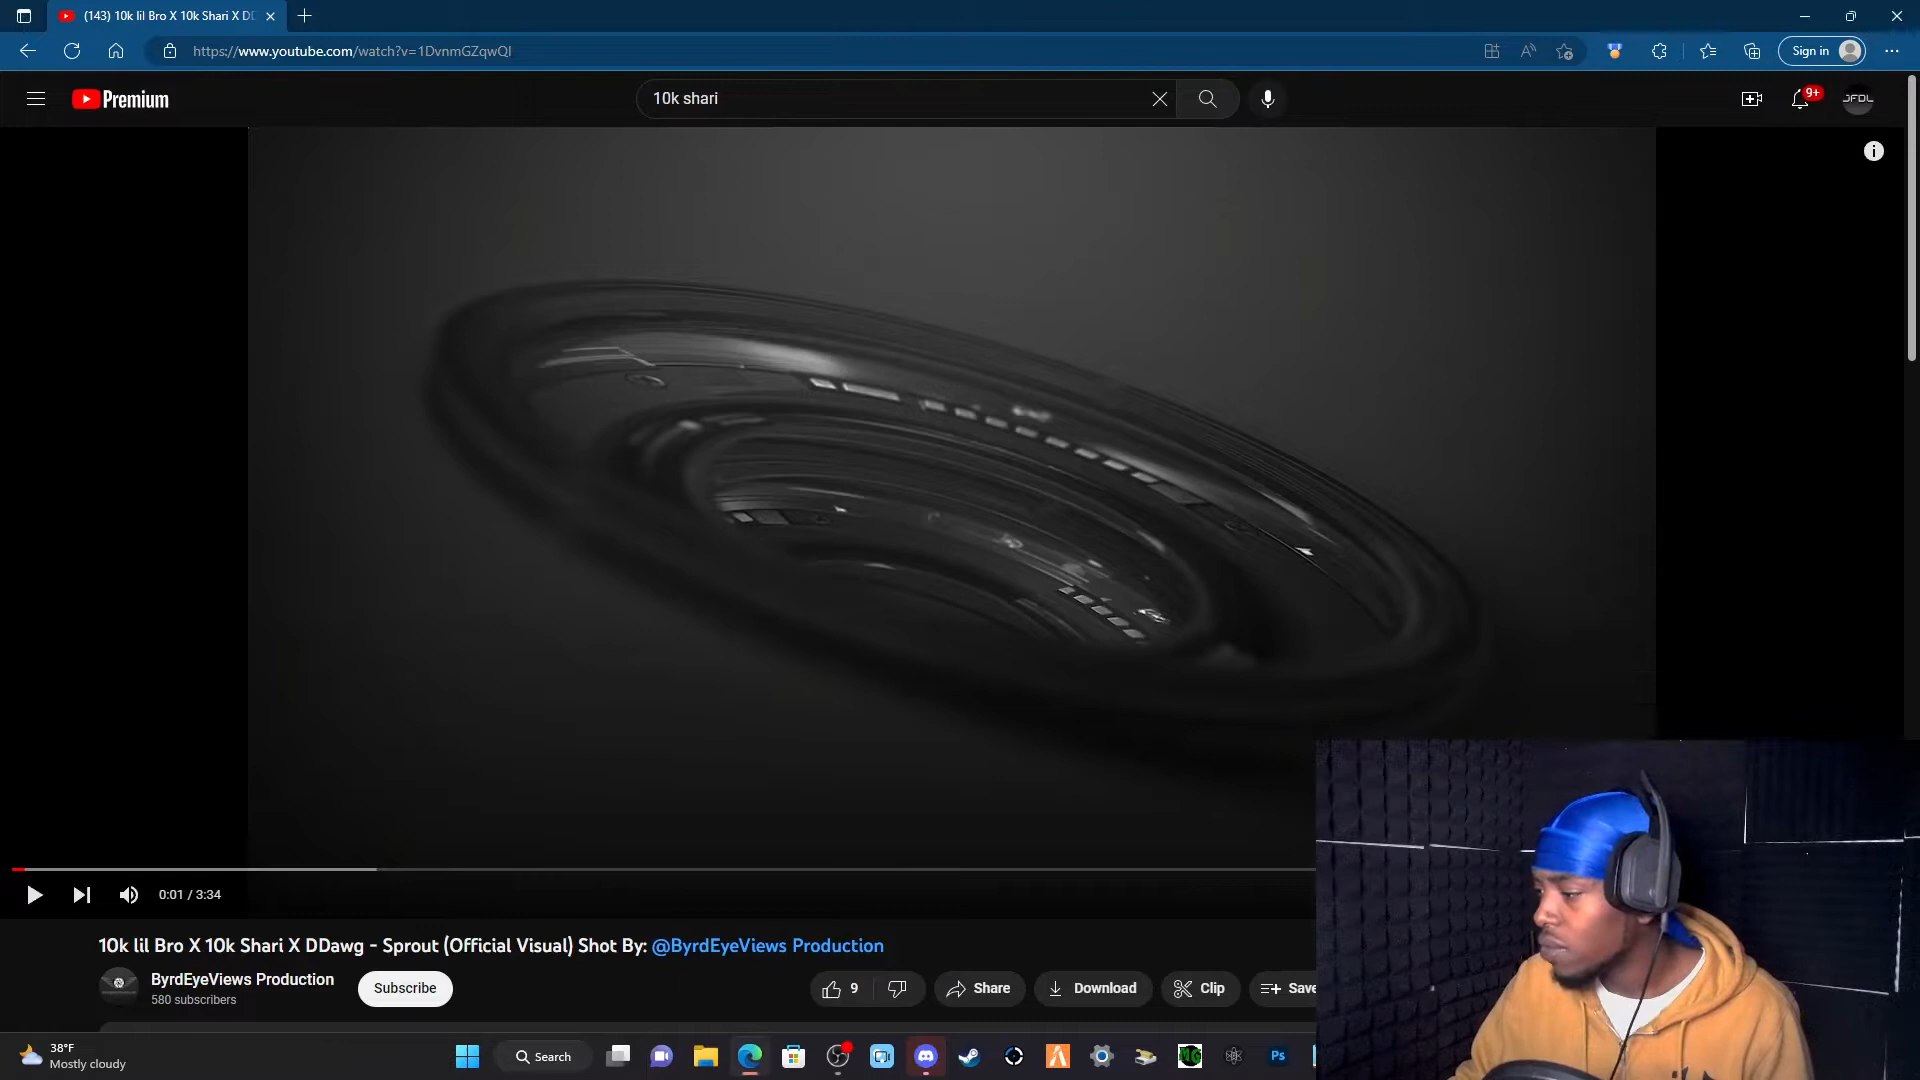 (143) 10k lil Bro X 10k Shari X DD
https://www.youtube.com/watch?v=1DvnmGZqwQI
Sign in
Premium
10k shari
9+
JFDL
0:01 / 3:34
10k lil Bro X 10k Shari X DDawg - Sprout (Official Visual) Shot By: @ByrdEyeViews Production
ByrdEyeViews Production
580 subscribers
Subscribe
9
Share
Download
Clip
Save
38°F
Mostly cloudy
Search
Ps